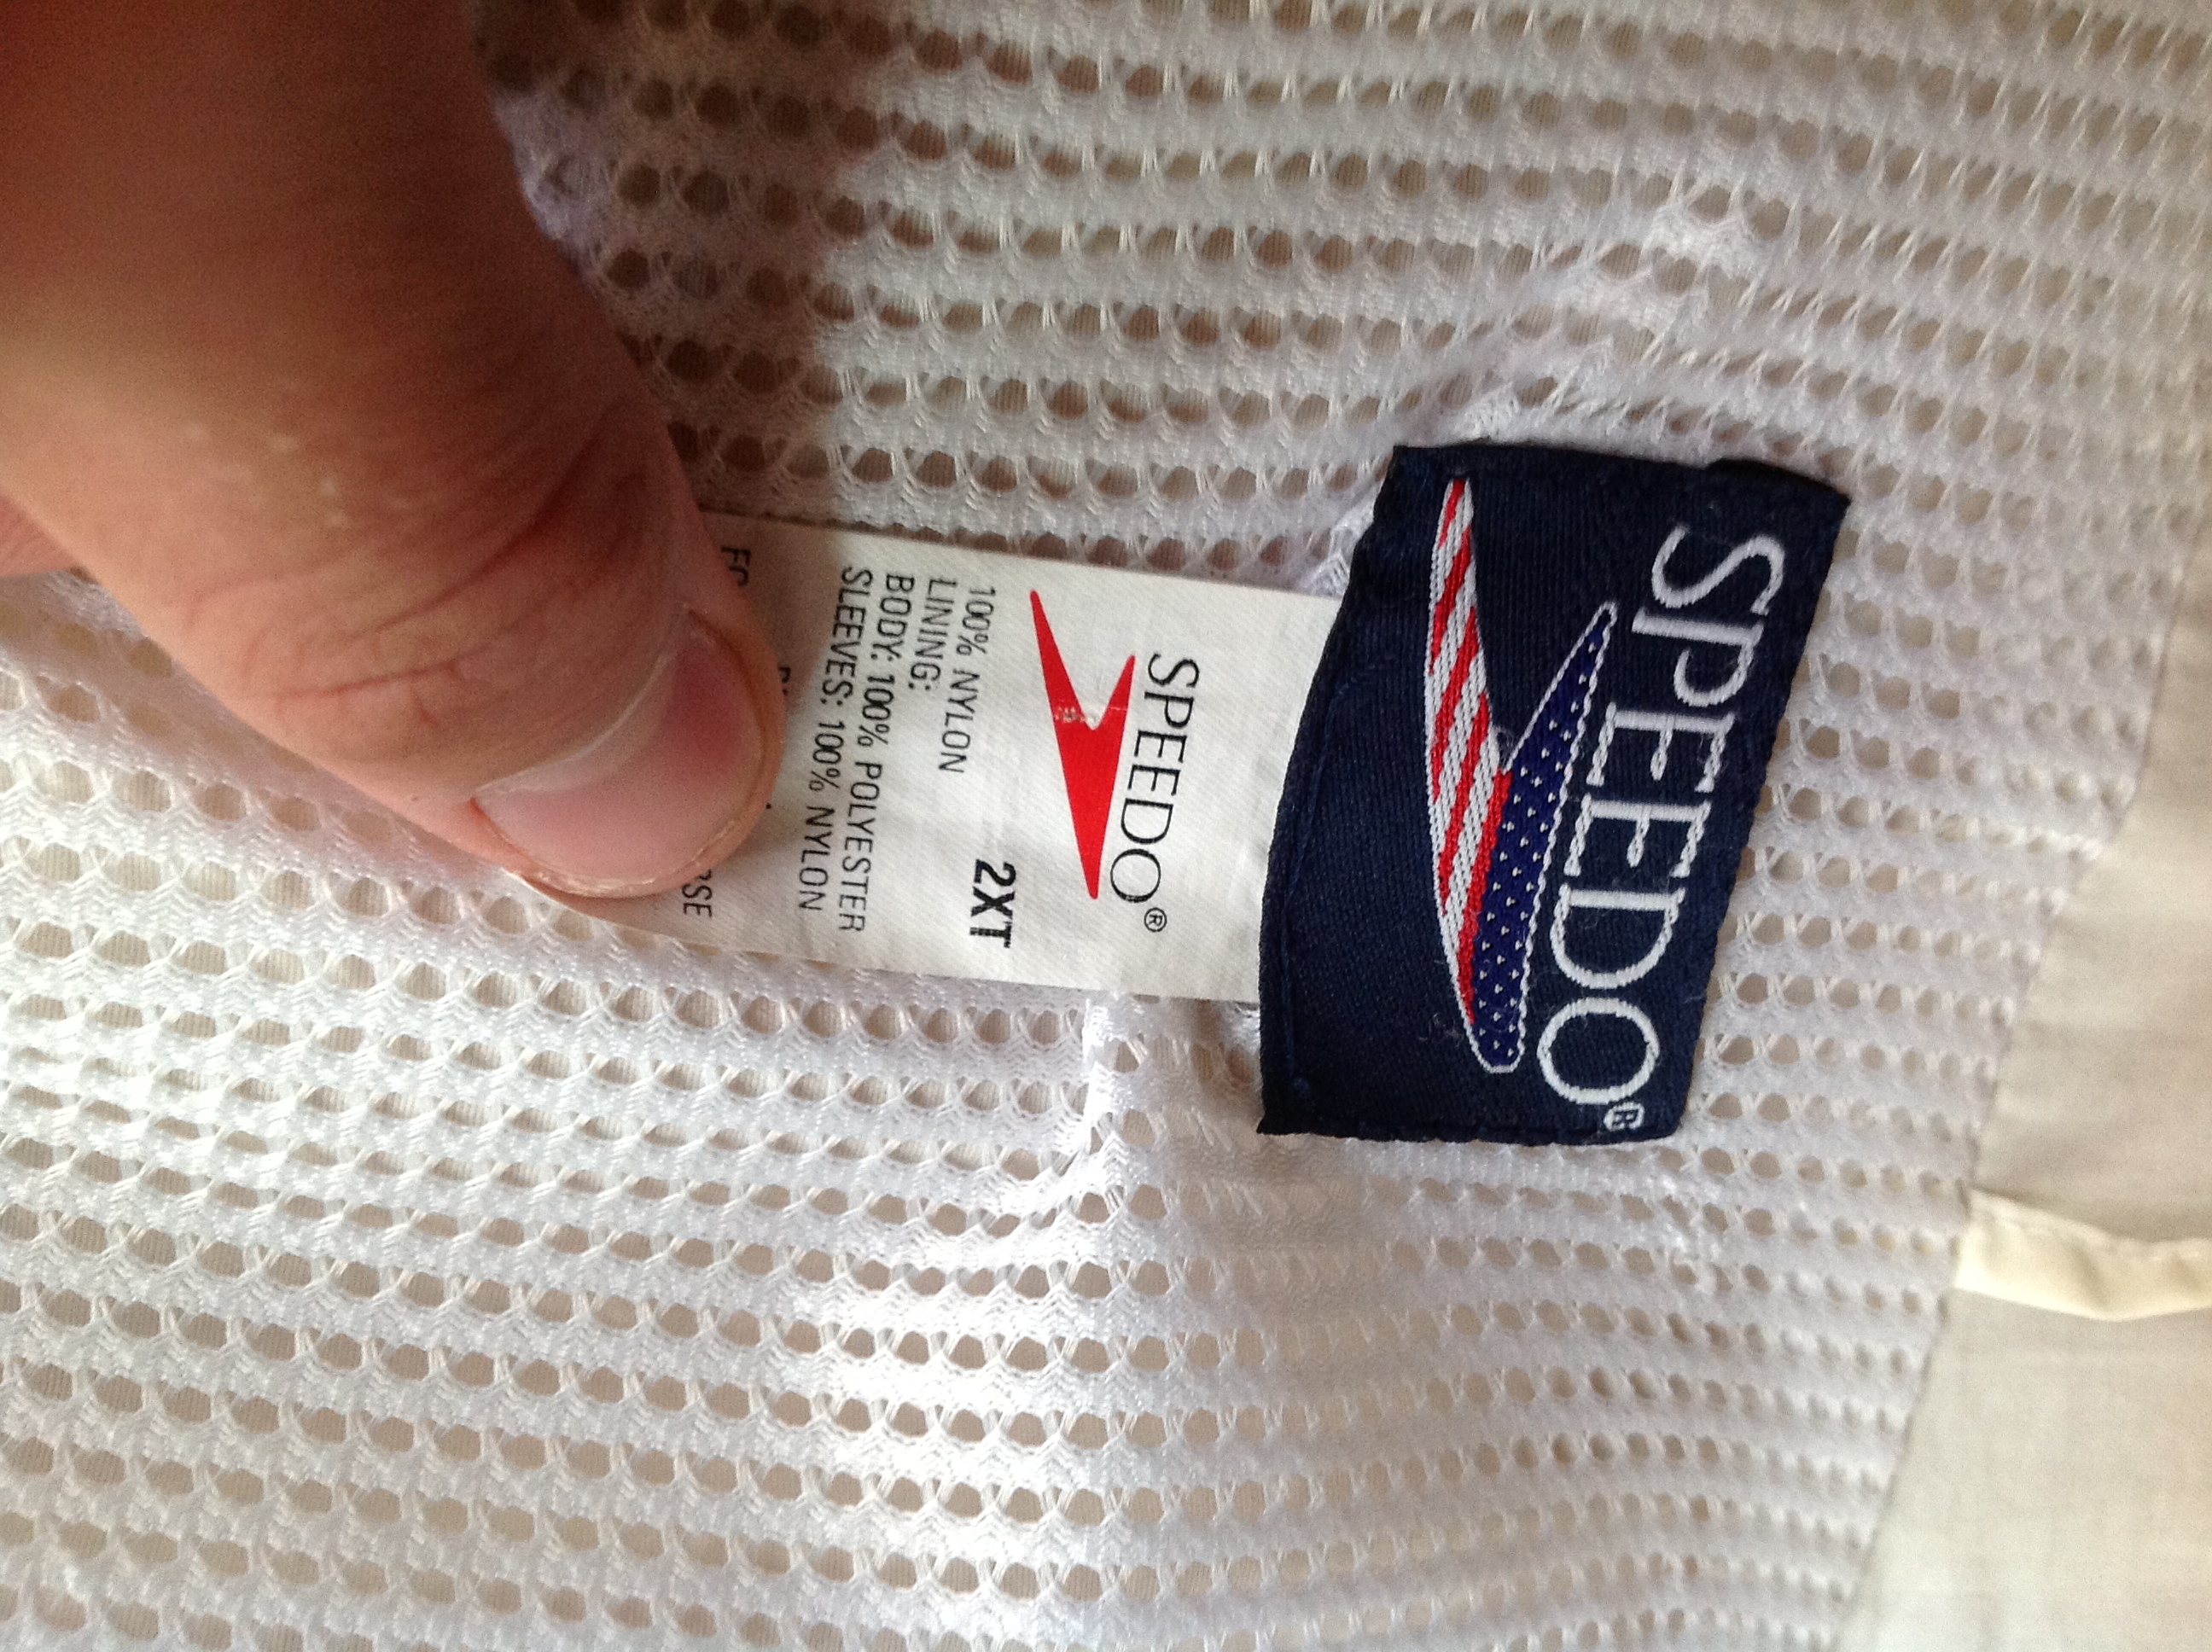 SPEEDO®
SPEEDO®
2XT
100% NYLON
LINING:
BODY: 100% POLYESTER
SLEEVES: 100% NYLON